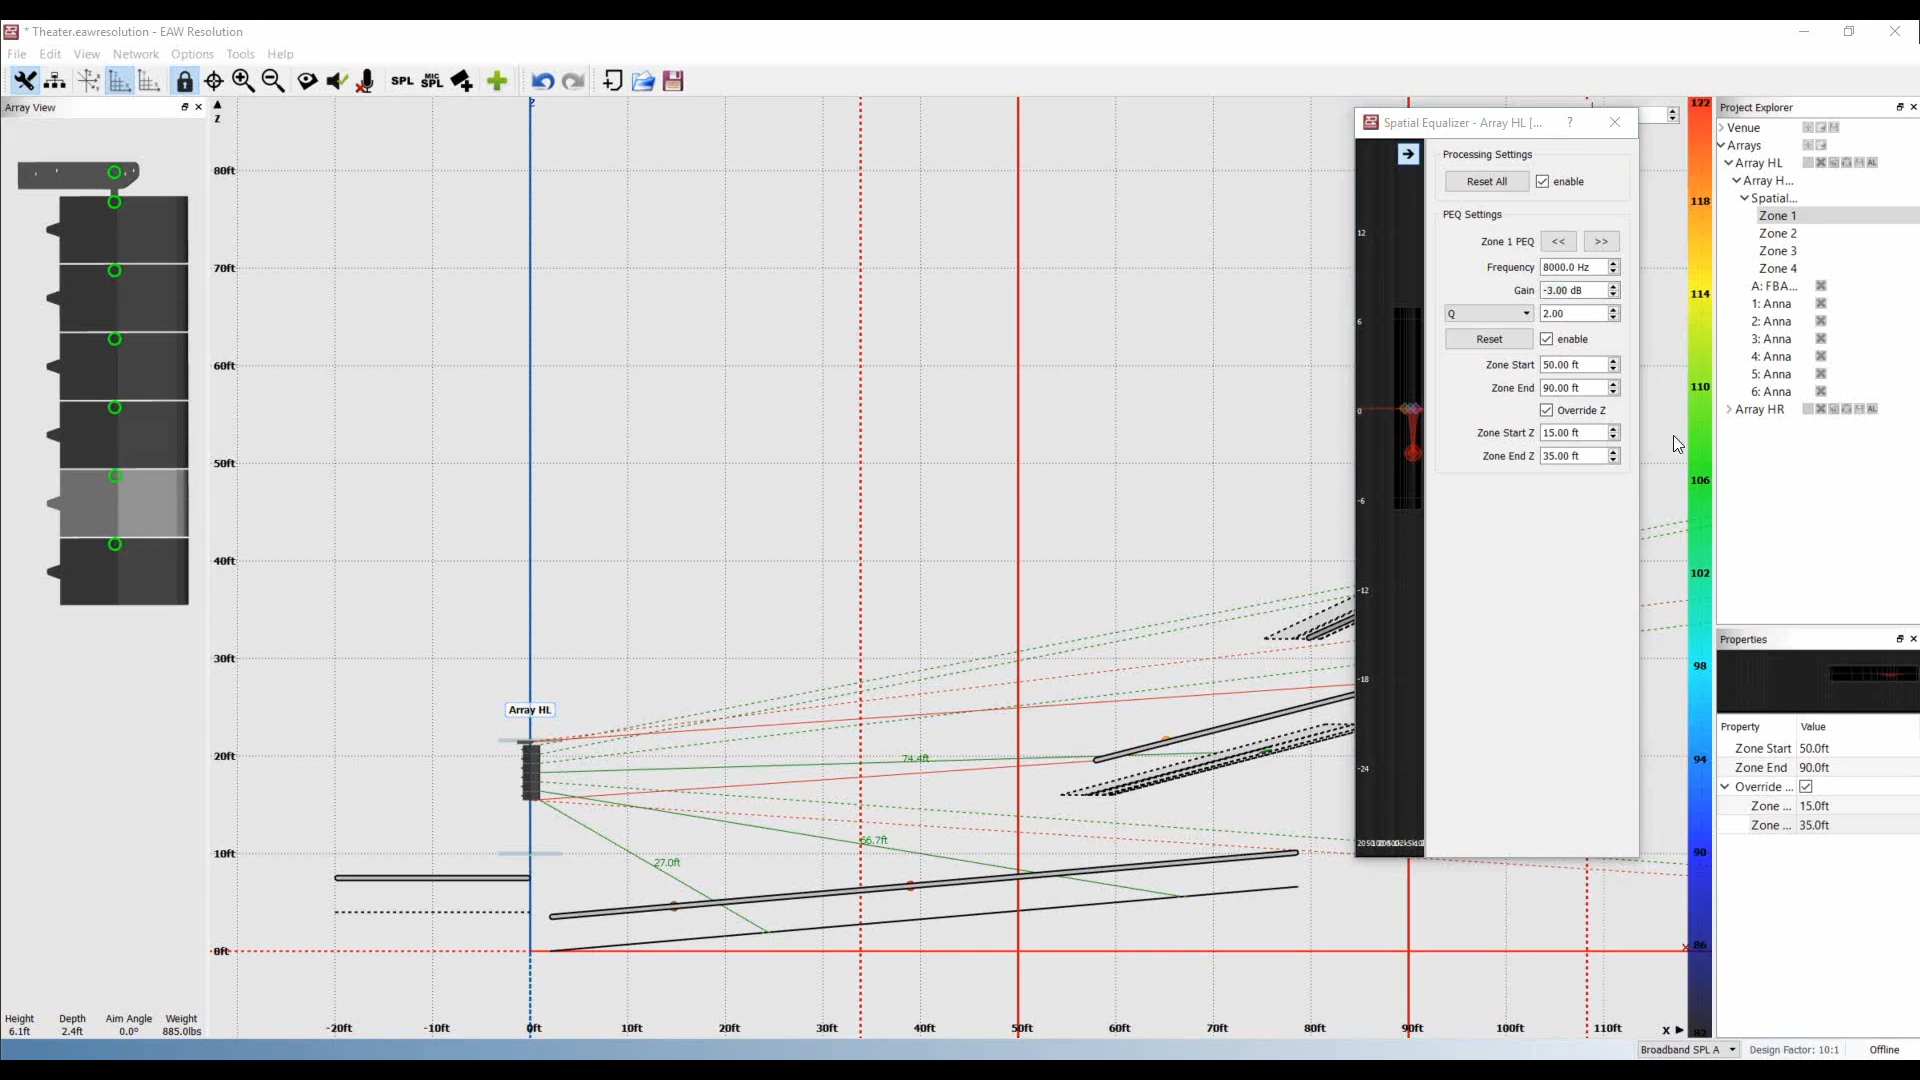 * Theater.eawresolution - EAW Resolution
File Edit View Network Options Tools Help
SPL MIC SPL
Array View
Height Depth Aim Angle Weight
6.1ft 2.4ft 0.0° 885.0lbs
z
z
80ft
70ft
60ft
50ft
40ft
30ft
20ft
10ft
0ft
Array HL
74.4ft
66.7ft
27.0ft
-20ft -10ft 0ft 10ft 20ft 30ft 40ft 50ft 60ft 70ft 80ft 90ft 100ft 110ft x
x
Spatial Equalizer - Array HL [... ?
12
6
0
-6
-12
-18
-24
Processing Settings
Reset All enable
PEQ Settings
Zone 1 PEQ << >>
Frequency 8000.0 Hz
Gain -3.00 dB
Q 2.00
Reset enable
Zone Start 50.00 ft
Zone End 90.00 ft
Override Z
Zone Start Z 15.00 ft
Zone End Z 35.00 ft
122
118
114
110
106
102
98
94
90
86
82
Project Explorer
Venue
Arrays
Array HL AL
Array H...
Spatial...
Zone 1
Zone 2
Zone 3
Zone 4
A: FBA...
1: Anna
2: Anna
3: Anna
4: Anna
5: Anna
6: Anna
Array HR AL
Properties
Property Value
Zone Start 50.0ft
Zone End 90.0ft
Override ...
Zone ... 15.0ft
Zone ... 35.0ft
Broadband SPL A Design Factor: 10:1 Offline